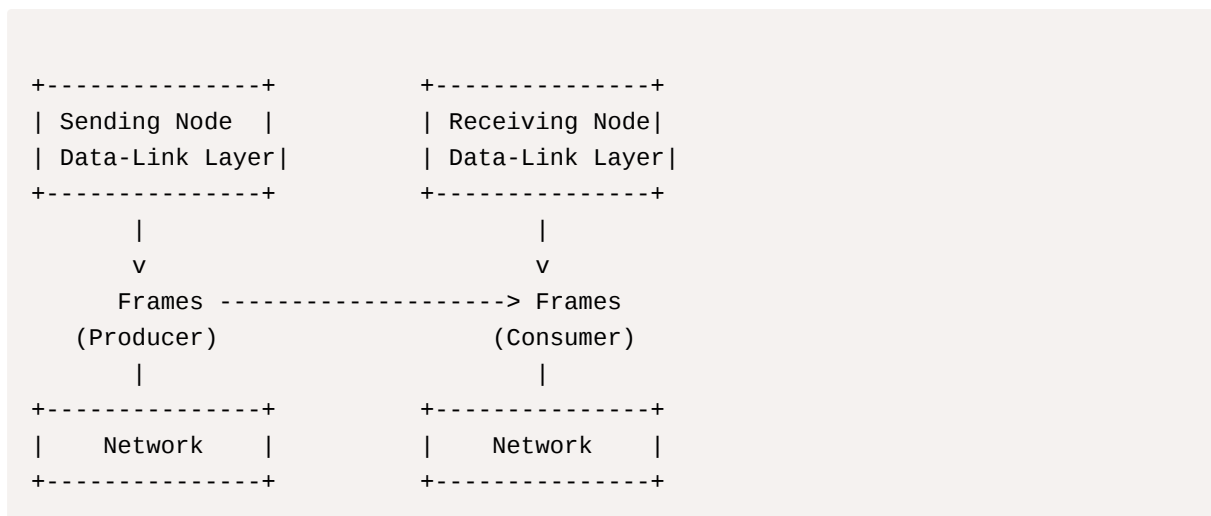 +---------------+          +---------------+
| Sending Node  |          | Receiving Node|
| Data-Link Layer|         | Data-Link Layer|
+---------------+          +---------------+
       |                           |
       v                           v
      Frames --------------------> Frames
   (Producer)                   (Consumer)
       |                           |
+---------------+          +---------------+
|    Network    |          |    Network    |
+---------------+          +---------------+